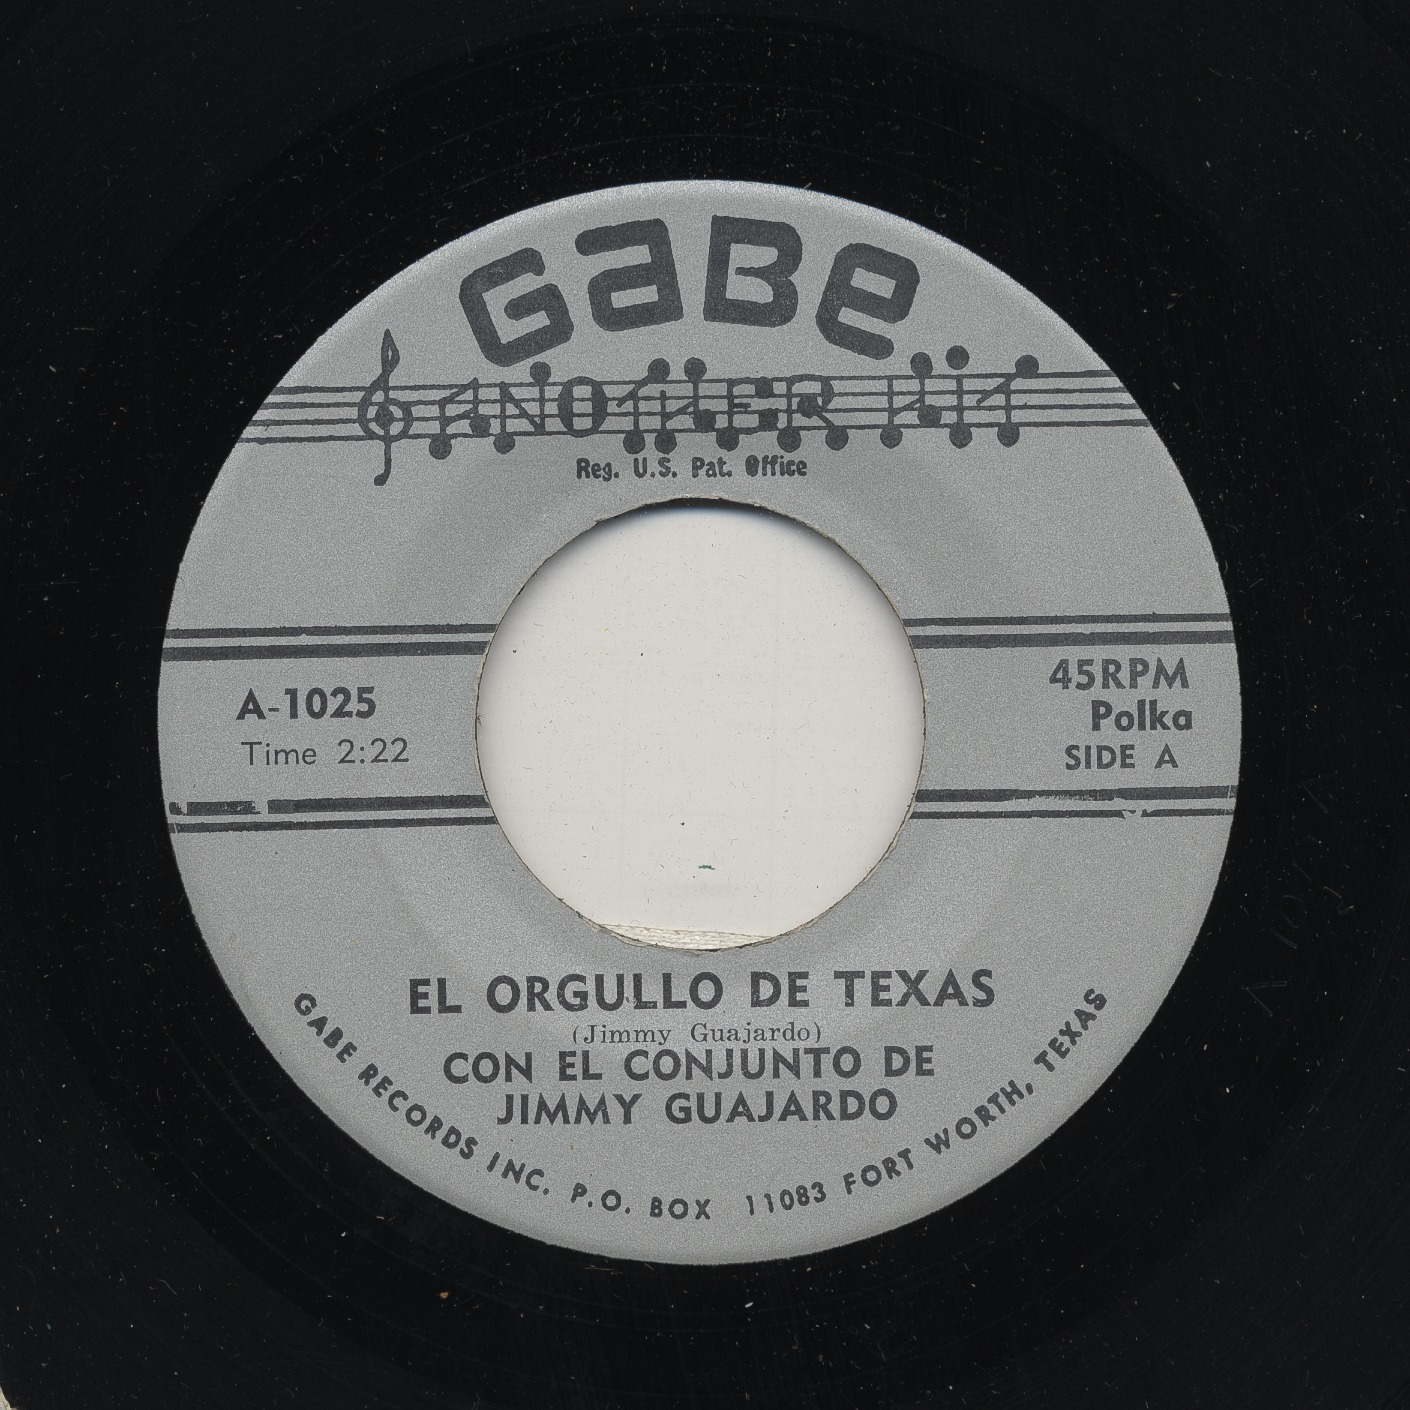 GaBe
ANOTHER HIT
Reg. U.S. Pat. Office
A-1025
Time 2:22
45RPM
Polka
SIDE A
EL ORGULLO DE TEXAS
(Jimmy Guajardo)
CON EL CONJUNTO DE
JIMMY GUAJARDO
GABE RECORDS INC. P.O. BOX 11083 FORT WORTH, TEXAS